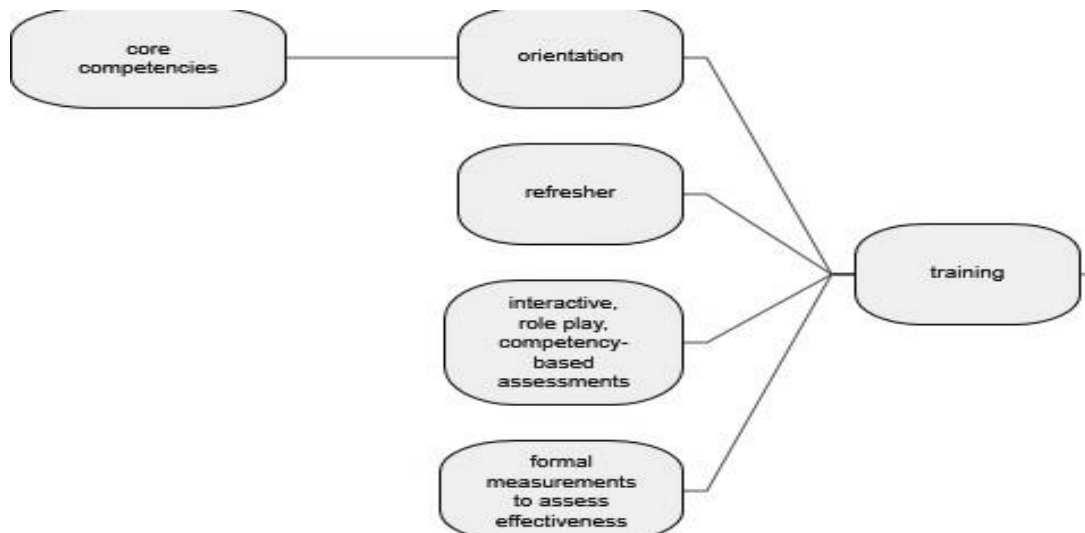 core
competencies
orientation
refresher
interactive,
role play,
competency-
based
assessments
formal
measurements
to assess
effectiveness
training